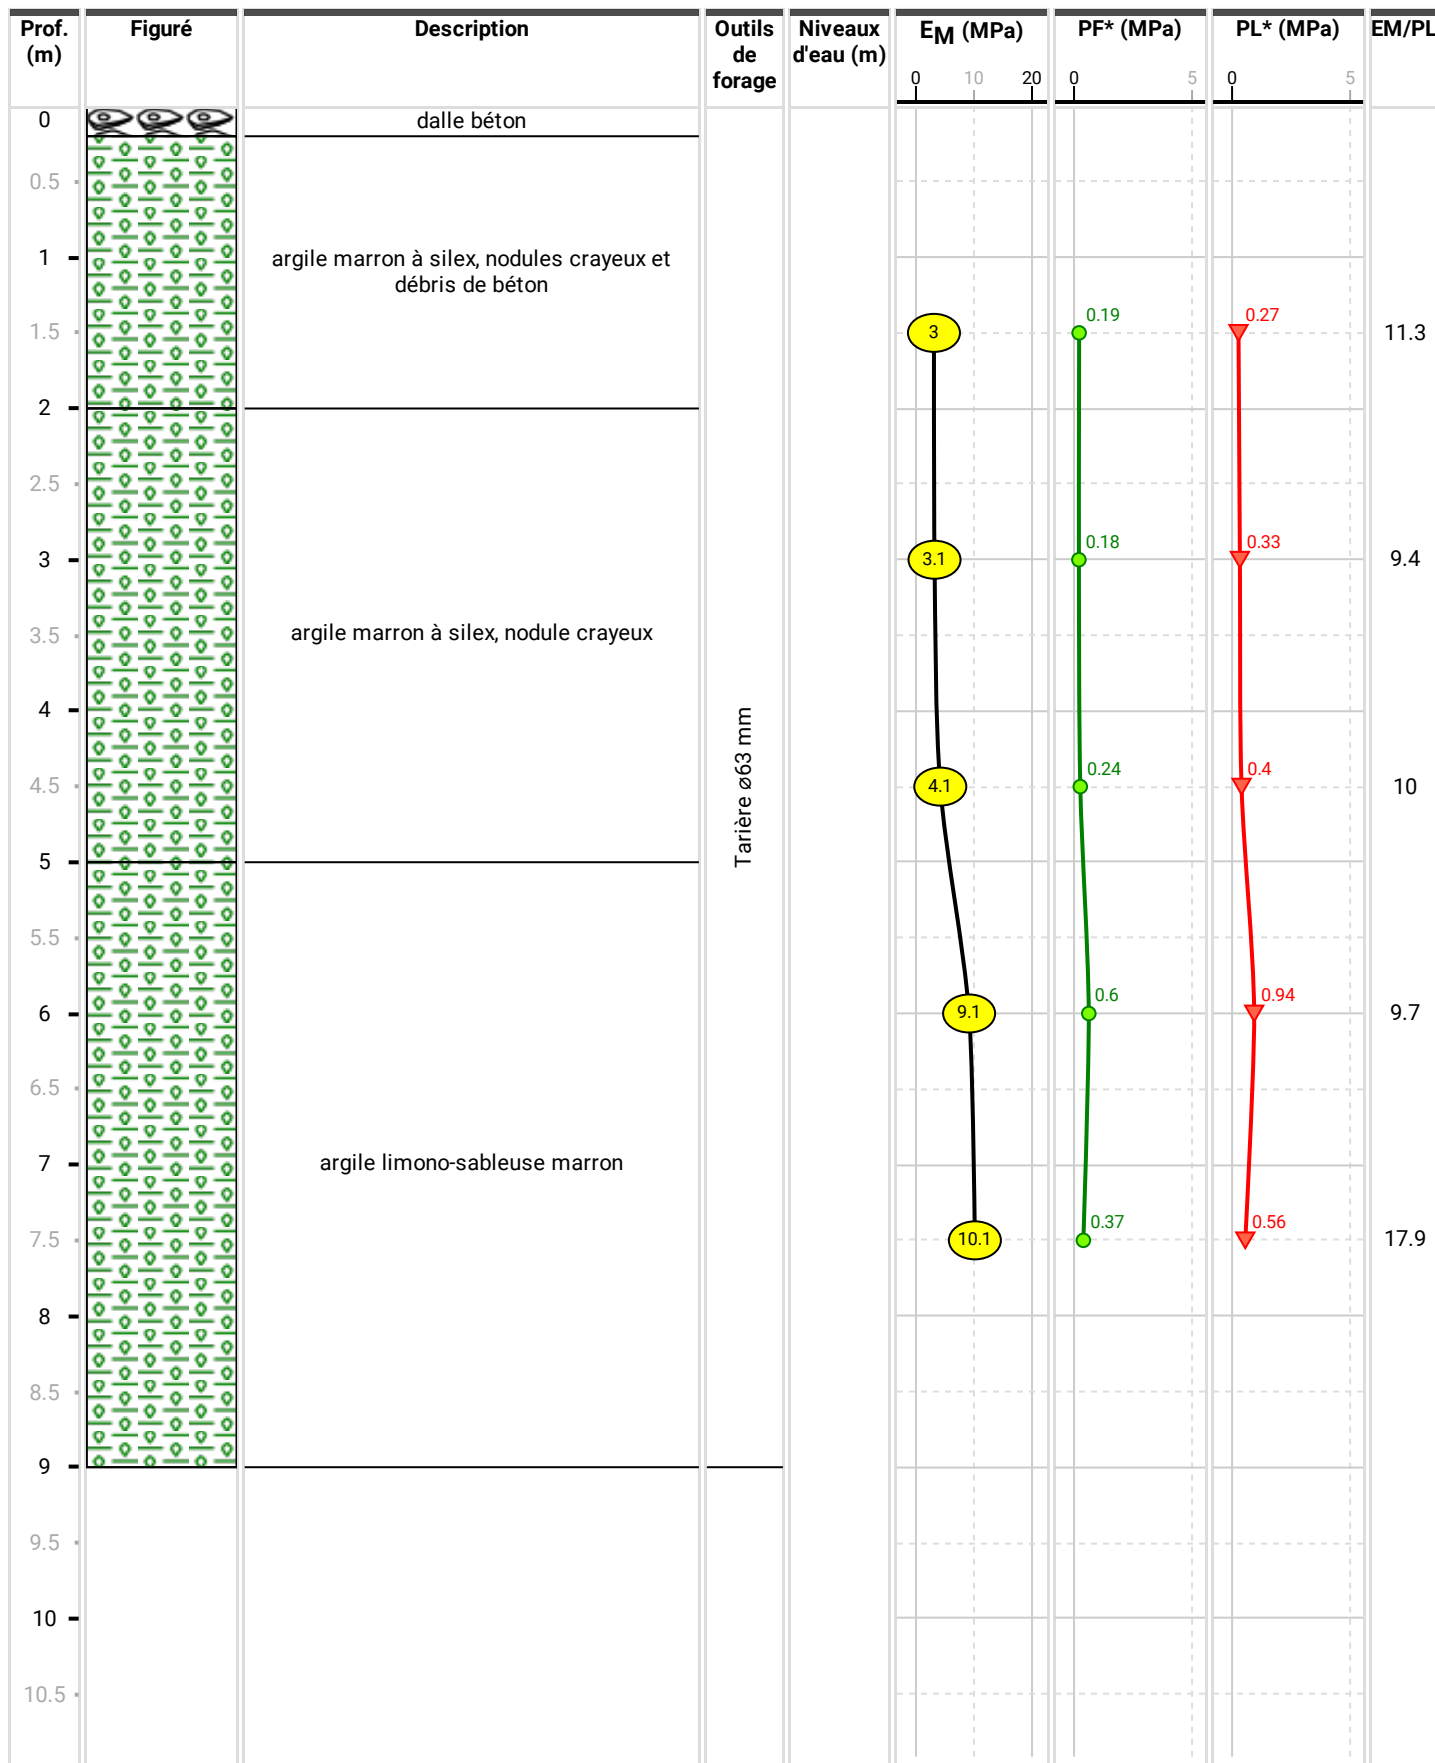 Prof. (m)
Figuré
Description
Outils de forage
Niveaux d'eau (m)
EM (MPa)
PF* (MPa)
PL* (MPa)
EM/PL
0 10 20
0 5
0 5
0
dalle béton
0.5
1
argile marron à silex, nodules crayeux et
débris de béton
1.5
3
0.19
0.27
11.3
2
2.5
3
3.1
0.18
0.33
9.4
argile marron à silex, nodule crayeux
3.5
4
Tarière ø63 mm
4.5
4.1
0.24
0.4
10
5
5.5
6
9.1
0.6
0.94
9.7
6.5
7
argile limono-sableuse marron
7.5
10.1
0.37
0.56
17.9
8
8.5
9
9.5
10
10.5